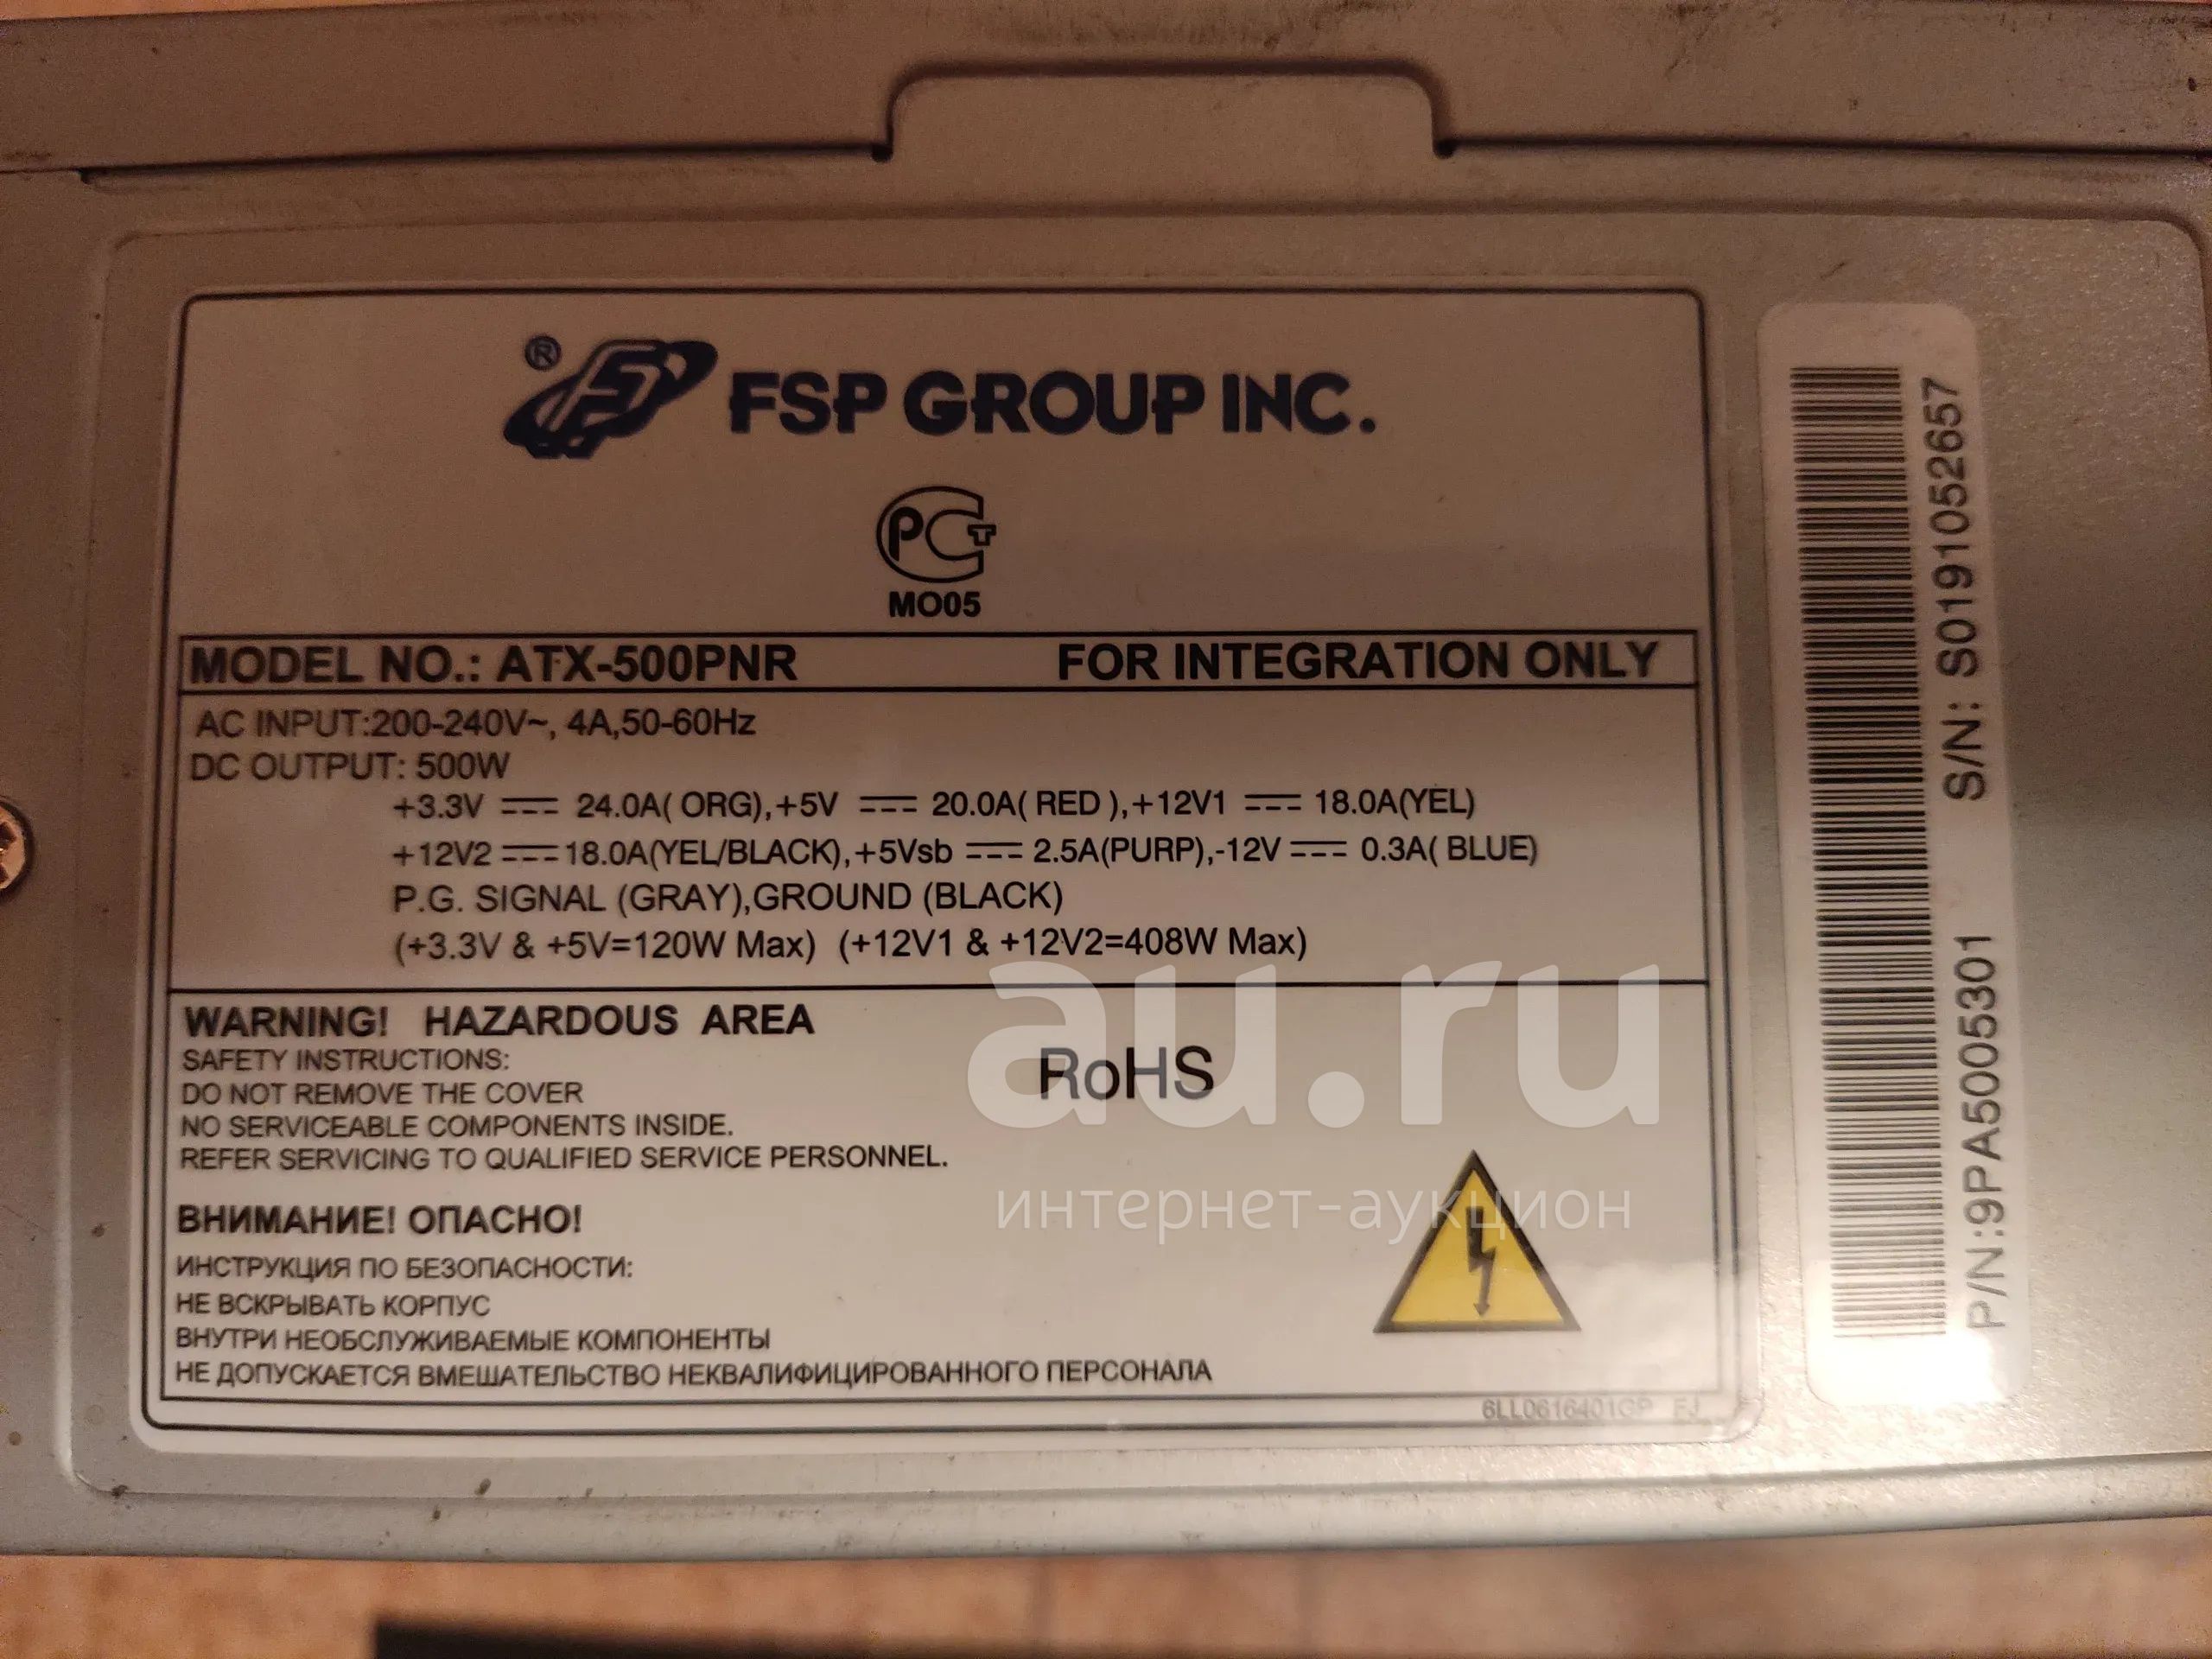 ® FSP GROUP INC.
РСТ
МО05
MODEL NO.: ATX-500PNR FOR INTEGRATION ONLY
AC INPUT:200-240V~, 4A,50-60Hz
DC OUTPUT: 500W
+3.3V ⎓ 24.0A( ORG),+5V ⎓ 20.0A( RED ),+12V1 ⎓ 18.0A(YEL)
+12V2 ⎓ 18.0A(YEL/BLACK),+5Vsb ⎓ 2.5A(PURP),-12V ⎓ 0.3A( BLUE)
P.G. SIGNAL (GRAY),GROUND (BLACK)
(+3.3V & +5V=120W Max) (+12V1 & +12V2=408W Max)
WARNING! HAZARDOUS AREA
SAFETY INSTRUCTIONS:
DO NOT REMOVE THE COVER
NO SERVICEABLE COMPONENTS INSIDE.
REFER SERVICING TO QUALIFIED SERVICE PERSONNEL.
RoHS
ВНИМАНИЕ! ОПАСНО!
ИНСТРУКЦИЯ ПО БЕЗОПАСНОСТИ:
НЕ ВСКРЫВАТЬ КОРПУС
ВНУТРИ НЕОБСЛУЖИВАЕМЫЕ КОМПОНЕНТЫ
НЕ ДОПУСКАЕТСЯ ВМЕШАТЕЛЬСТВО НЕКВАЛИФИЦИРОВАННОГО ПЕРСОНАЛА
S/N: S0191052657
P/N:9PA5005301
au.ru
интернет-аукцион